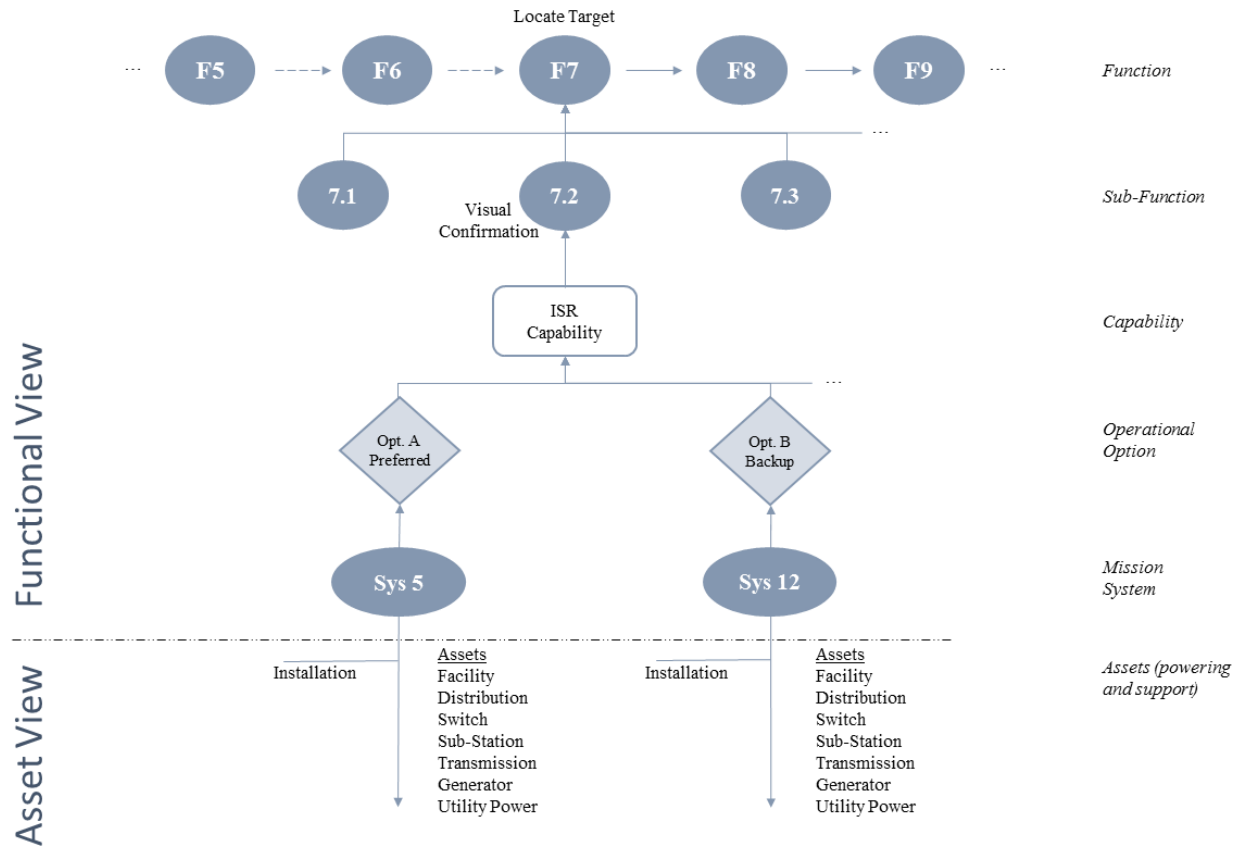 Locate Target
... F5 F6 F7 F8 F9 ... Function
...
7.1 7.2 7.3 Sub-Function
Visual
Confirmation
ISR
Capability
Capability
...
Opt. A
Preferred
Opt. B
Backup
Operational
Option
Sys 5 Sys 12
Mission
System
Functional View
Installation
Assets
Facility
Distribution
Switch
Sub-Station
Transmission
Generator
Utility Power
Installation
Assets
Facility
Distribution
Switch
Sub-Station
Transmission
Generator
Utility Power
Assets (powering
and support)
Asset View